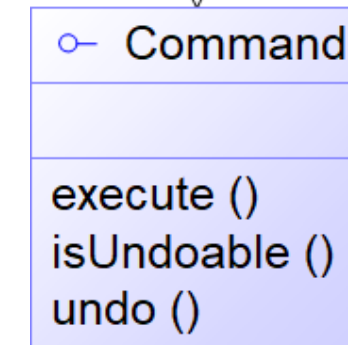 Command
execute ()
isUndoable ()
undo ()